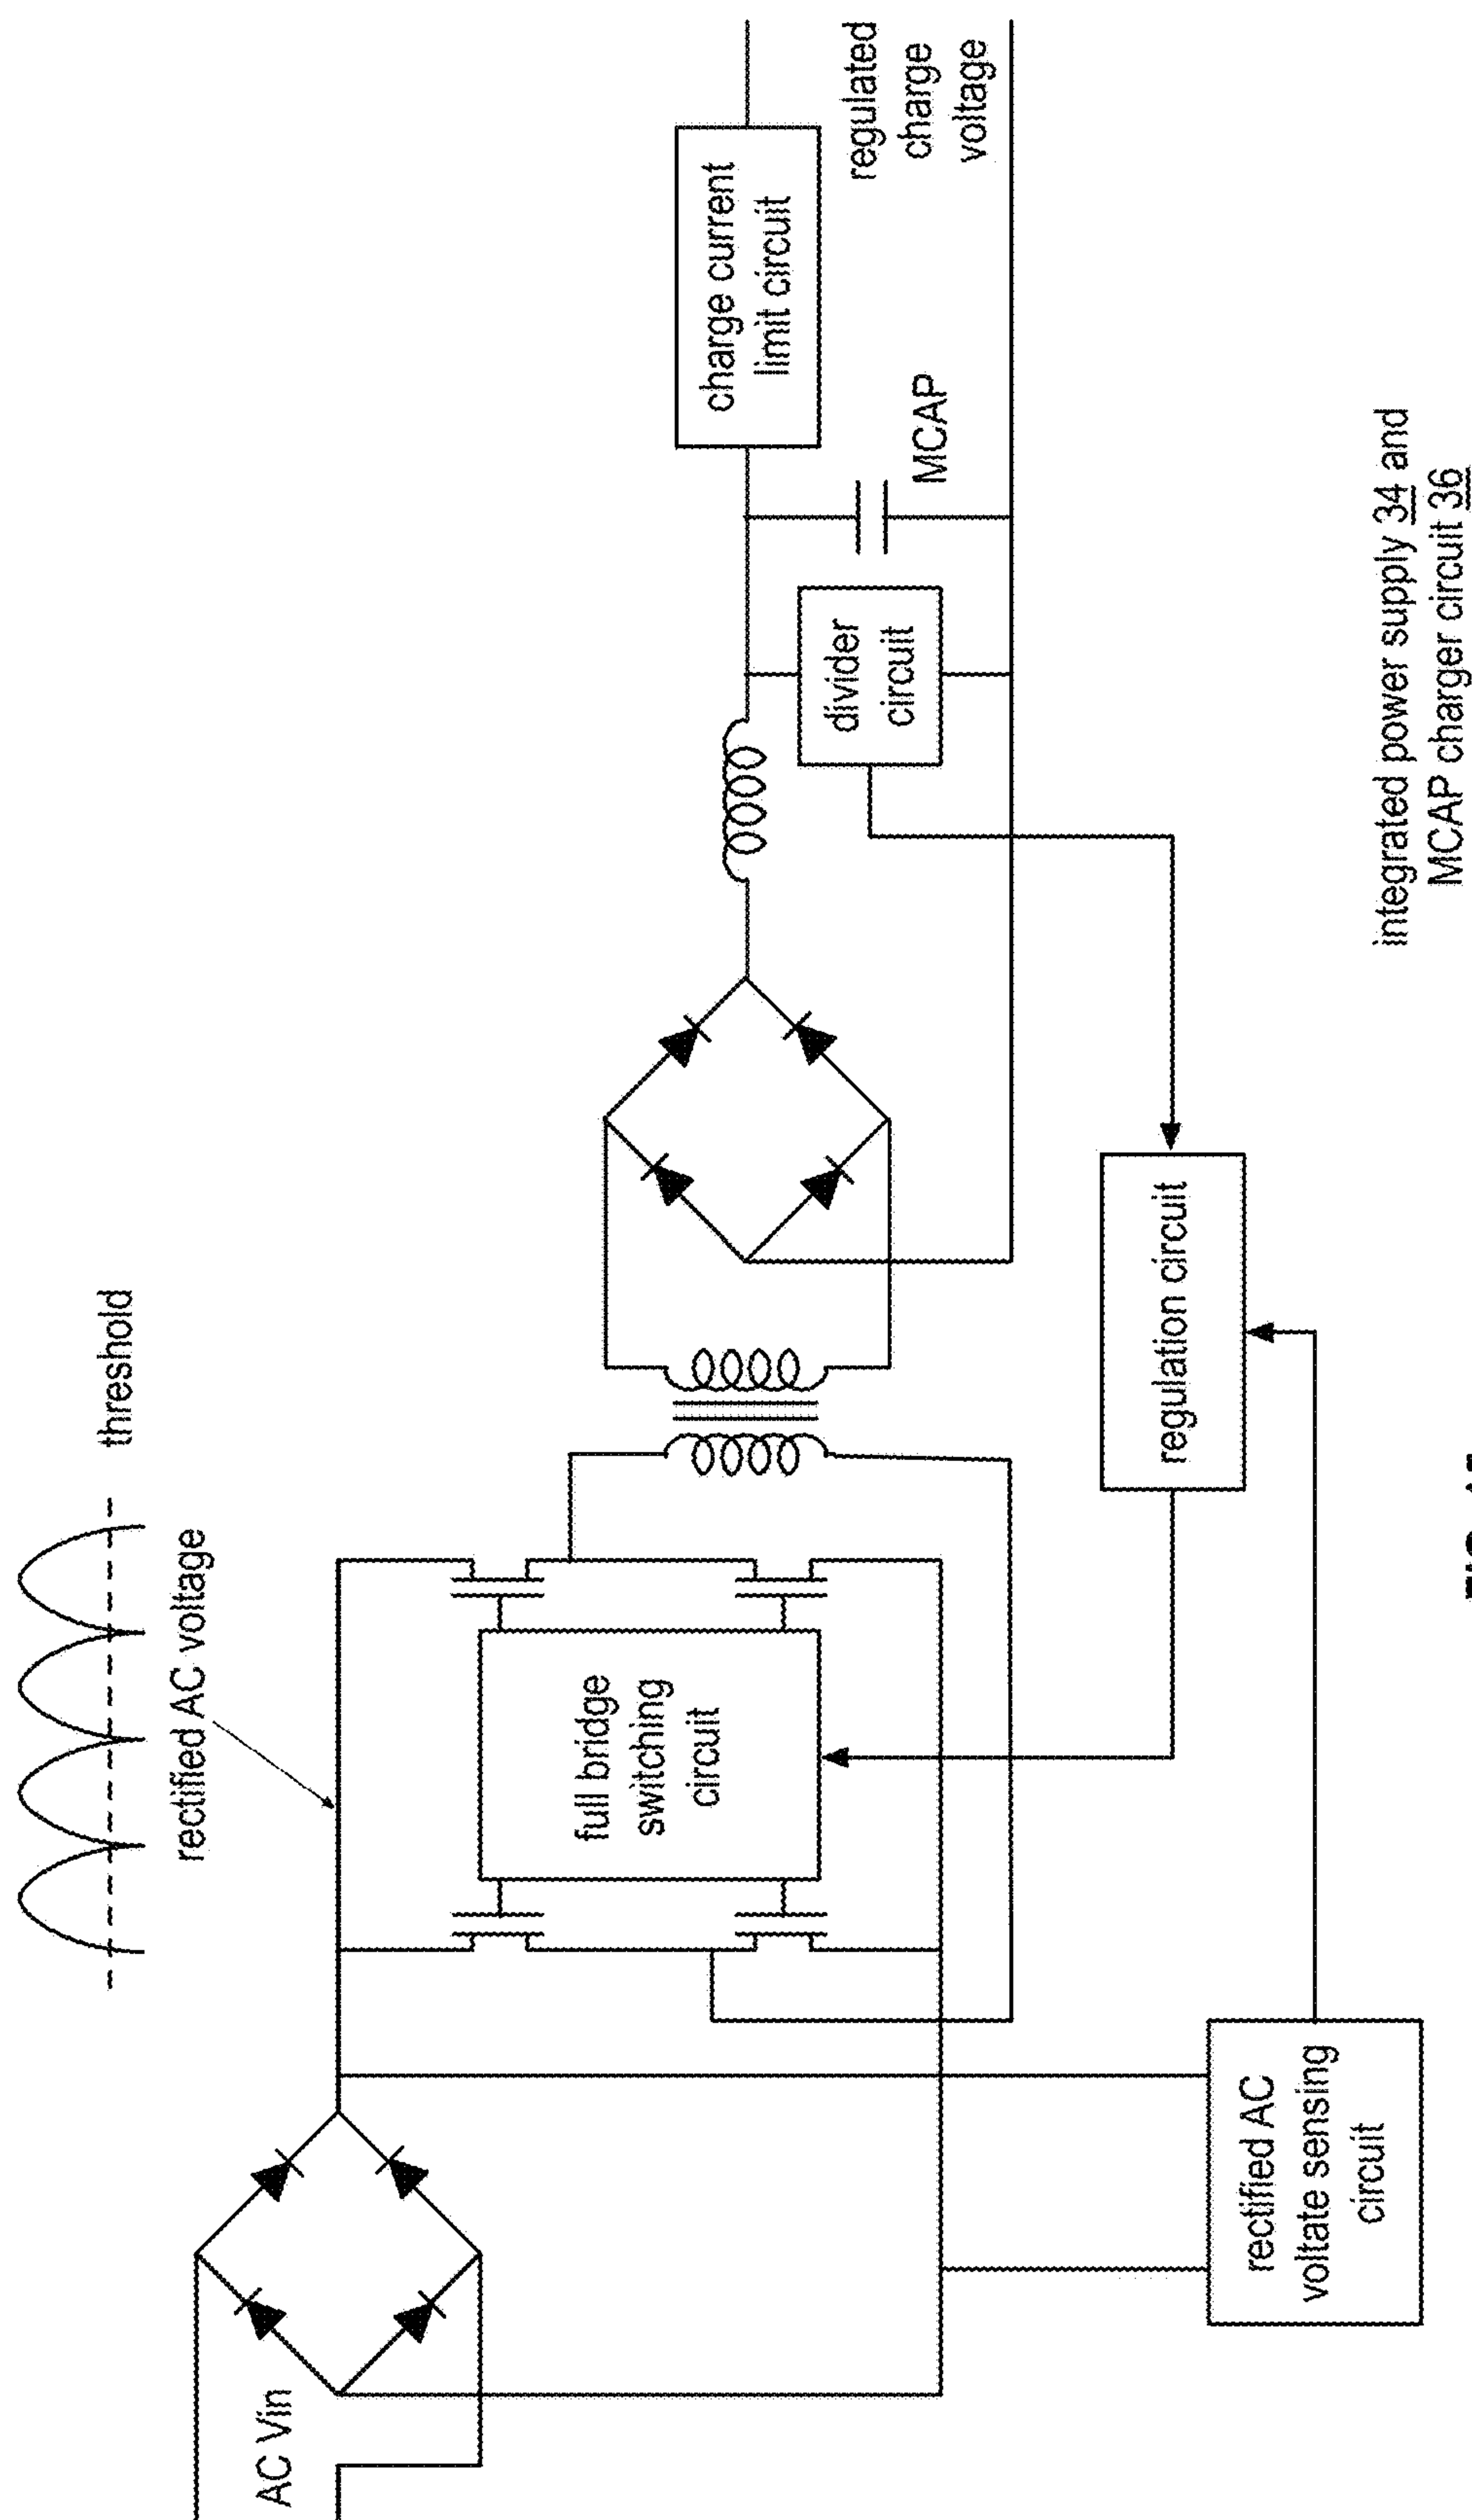 threshold
rectified AC voltage
AC Vin
full bridge
switching
circuit
charge current
limit circuit
regulated
charge
voltage
MCAP
divider
circuit
regulation circuit
rectified AC
voltate sensing
circuit
integrated power supply 34 and
MCAP charger circuit 36